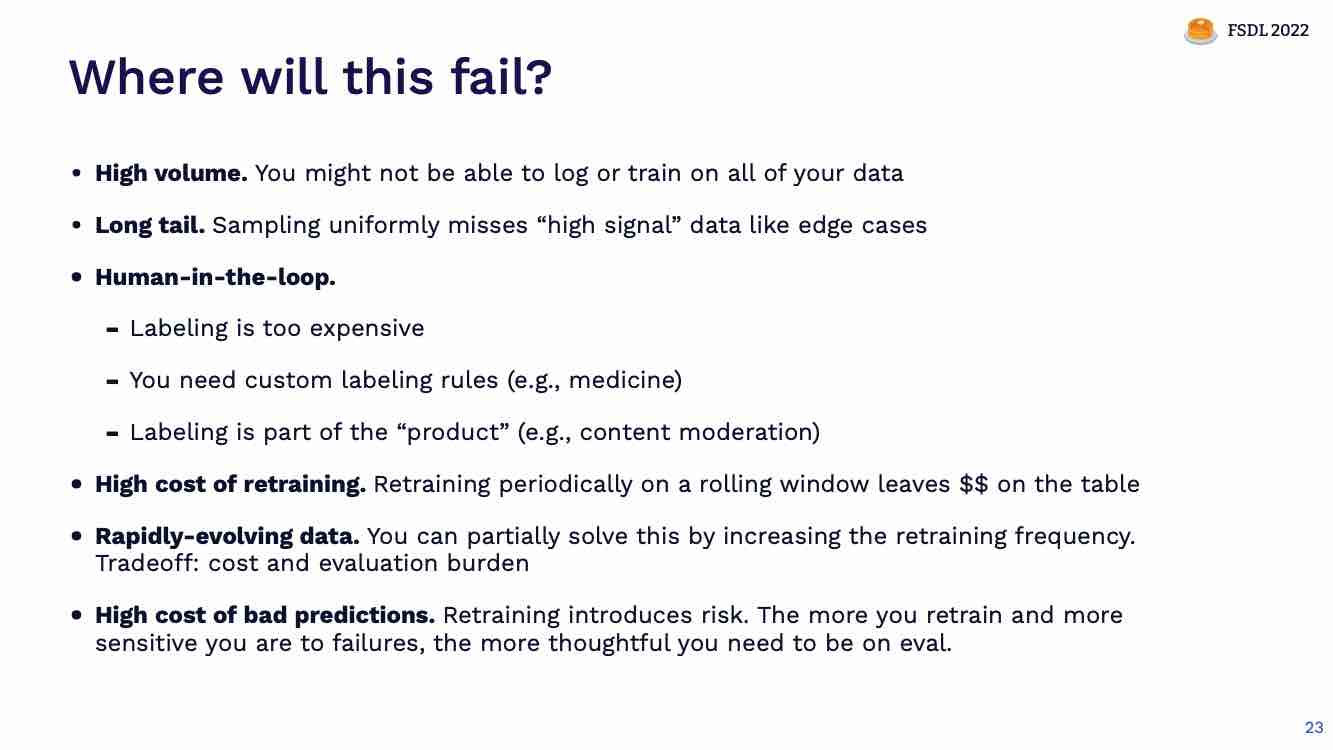 FSDL 2022
Where will this fail?
• High volume. You might not be able to log or train on all of your data
• Long tail. Sampling uniformly misses “high signal” data like edge cases
• Human-in-the-loop.
– Labeling is too expensive
– You need custom labeling rules (e.g., medicine)
– Labeling is part of the “product” (e.g., content moderation)
• High cost of retraining. Retraining periodically on a rolling window leaves $$ on the table
• Rapidly-evolving data. You can partially solve this by increasing the retraining frequency.
Tradeoff: cost and evaluation burden
• High cost of bad predictions. Retraining introduces risk. The more you retrain and more
sensitive you are to failures, the more thoughtful you need to be on eval.
23